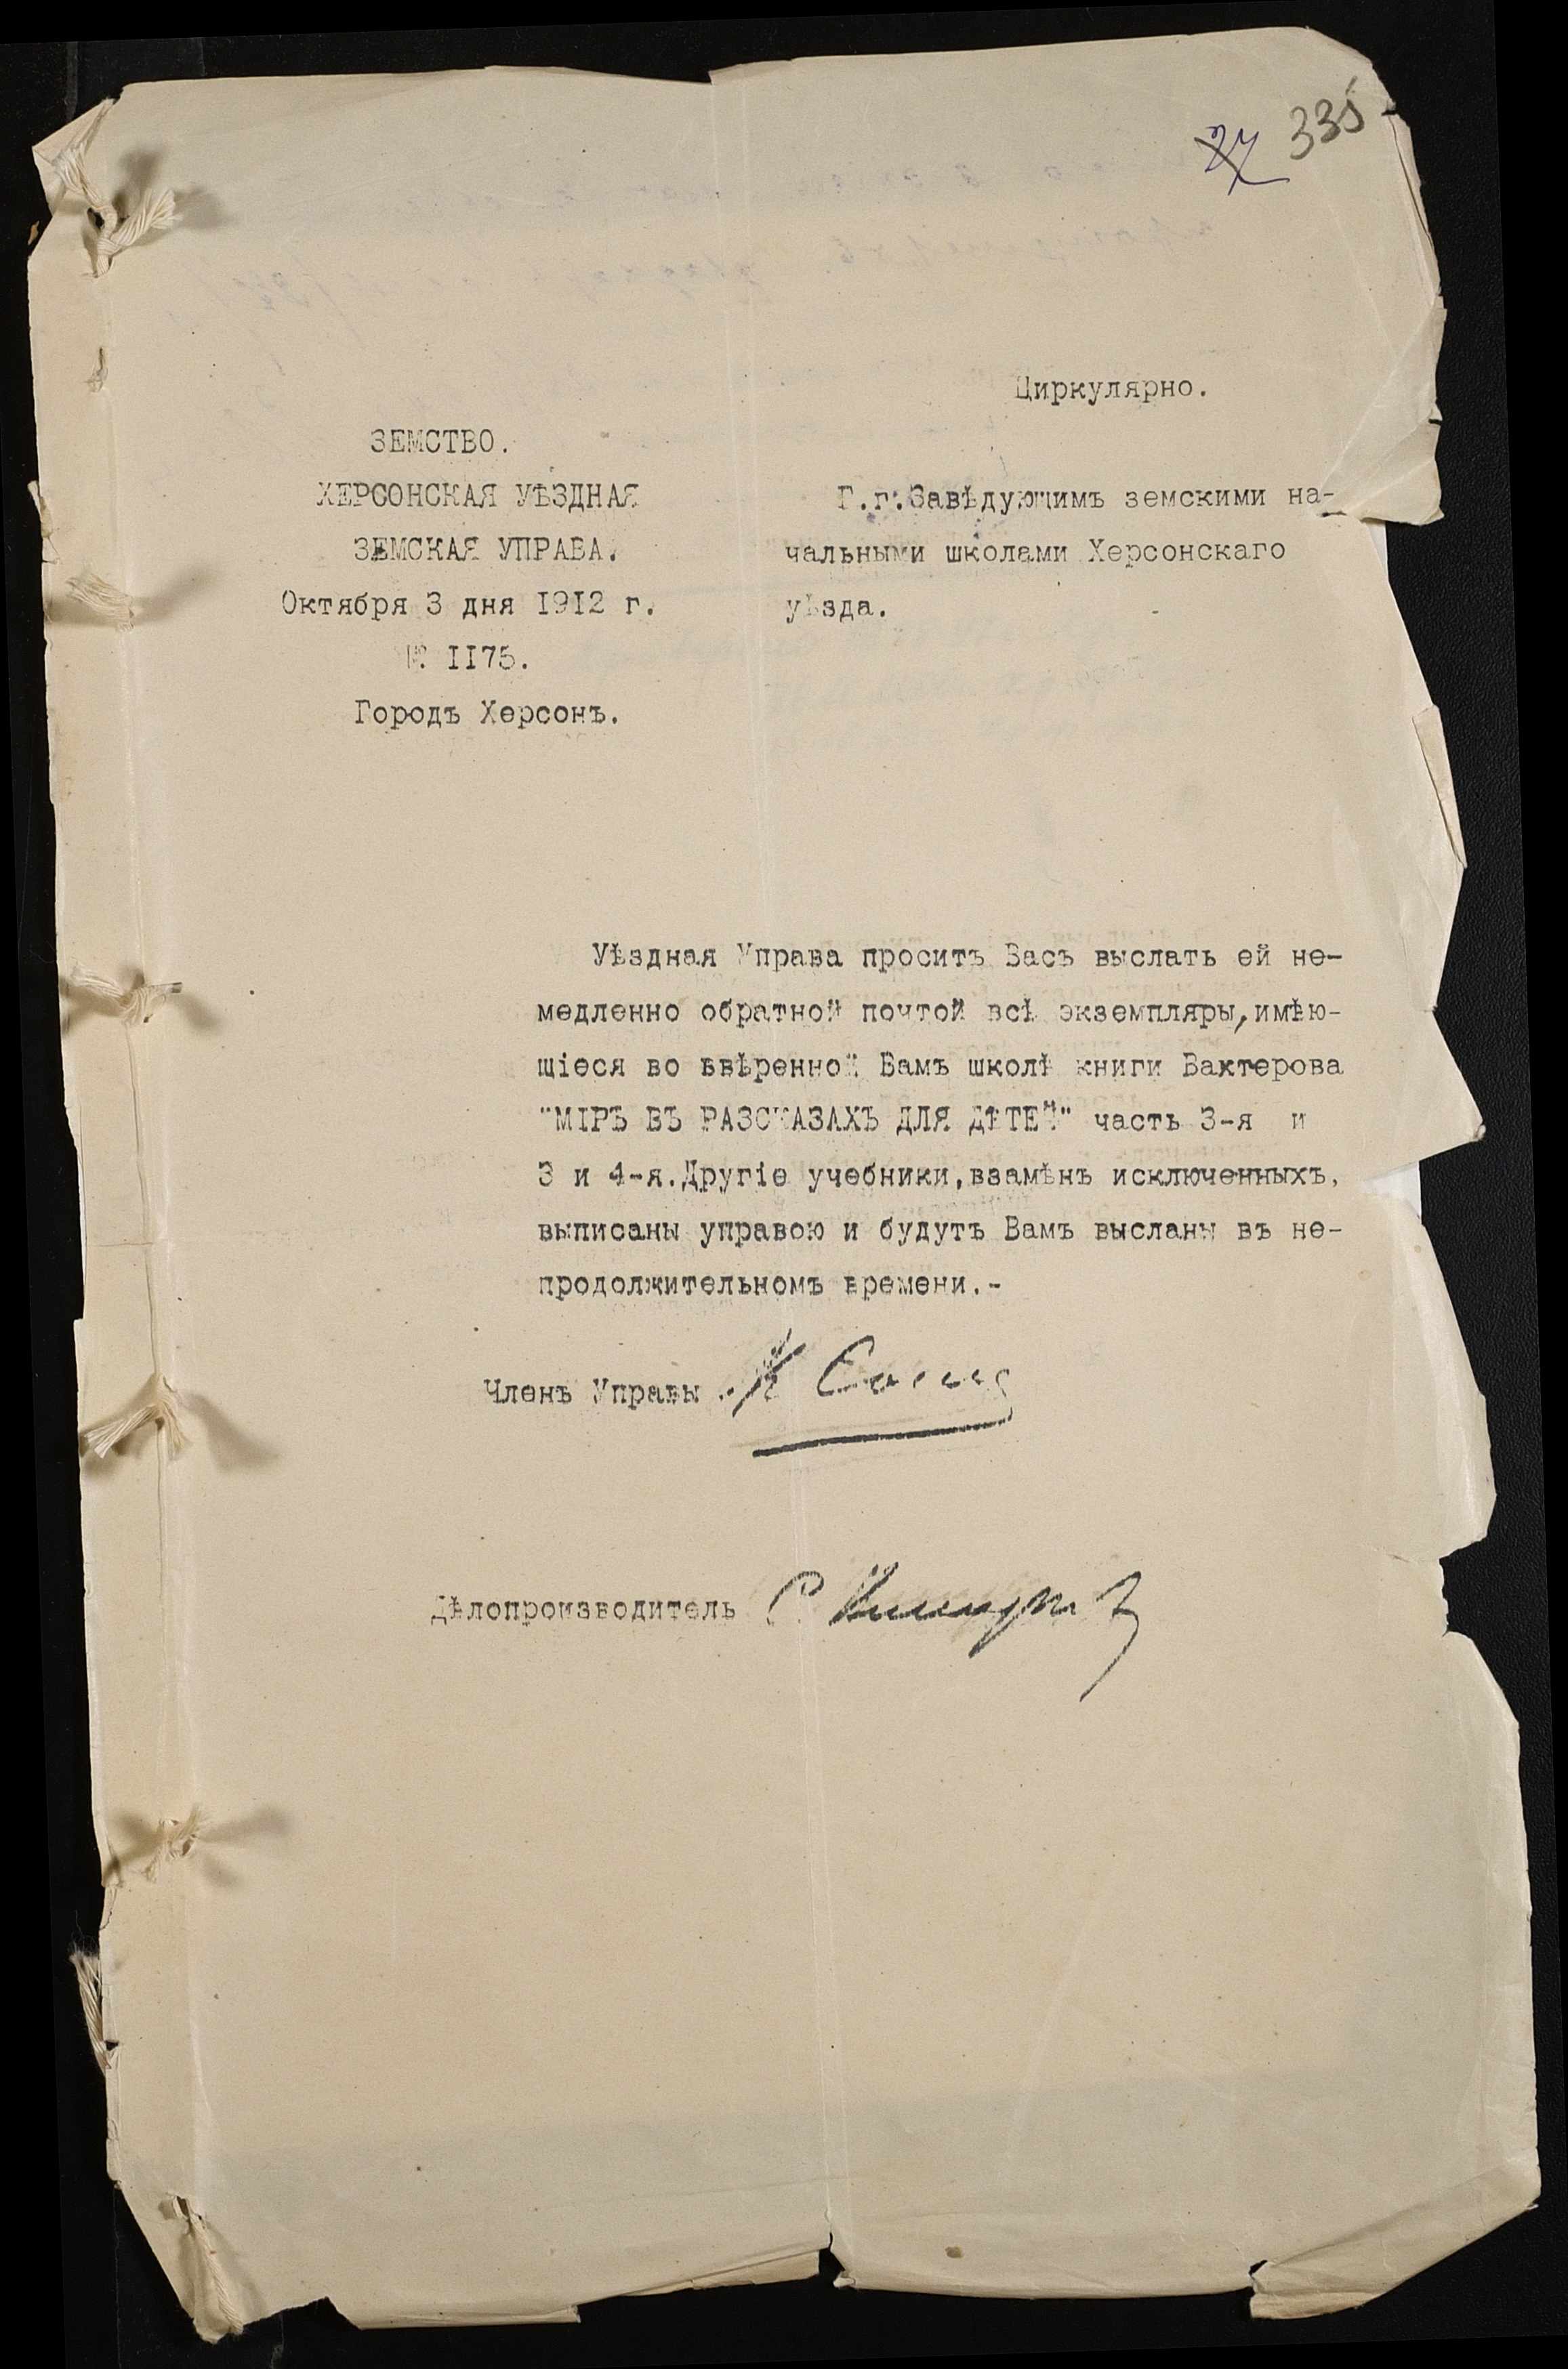 335
Циркулярно.
ЗЕМСТВО.
ХЕРСОНСКАЯ УѢЗДНАЯ
ЗЕМСКАЯ УПРАВА.
Октября 3 дня 1912 г.
№ II75.
Городъ Херсонъ.
Г.г.Завѣдующимъ земскими на-
чальными школами Херсонскаго
уѣзда.
Уѣздная Управа проситъ Васъ выслать ей не-
медленно обратной почтой всѣ экземпляры,имѣю-
щіеся во ввѣренной Вамъ школѣ книги Вахтерова
"МІРЪ ВЪ РАЗСКАЗАХЪ ДЛЯ ДѢТЕЙ" часть 3-я и
3 и 4-я.Другіе учебники,взамѣнъ исключенныхъ,
выписаны управою и будутъ Вамъ высланы въ не-
продолжительномъ времени.-
Членъ Управы
Дѣлопроизводитель